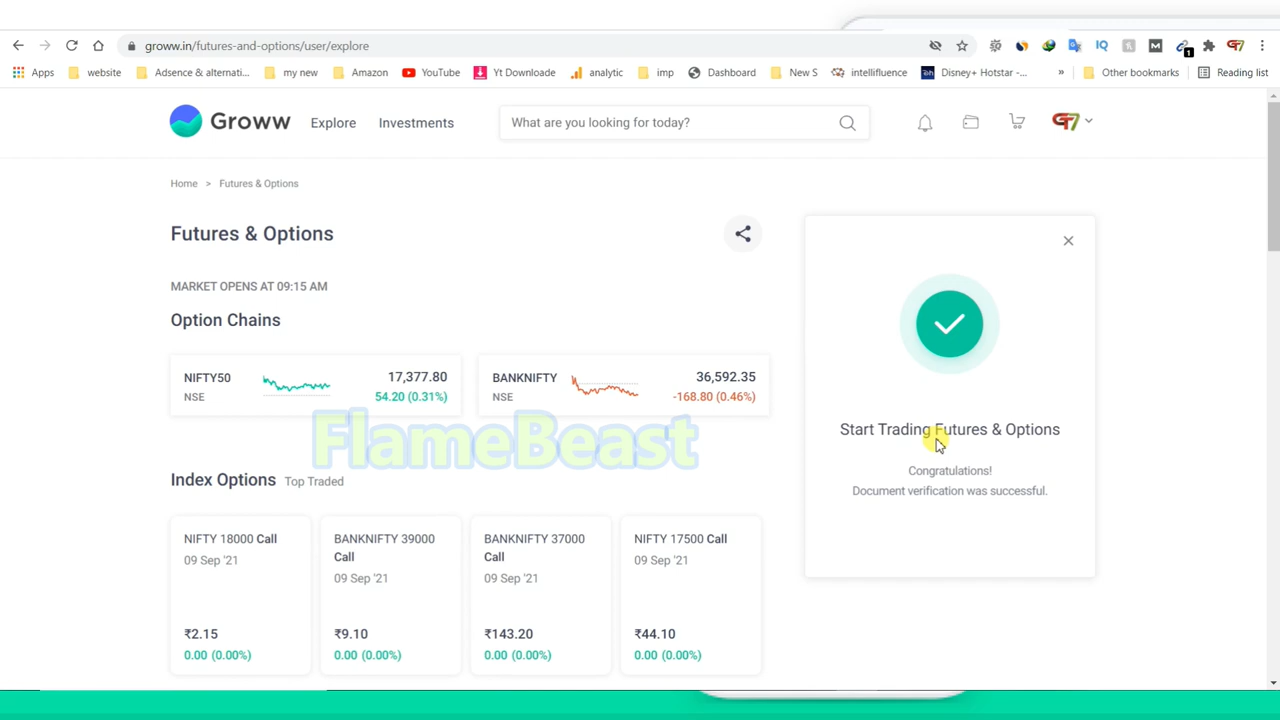 groww.in/futures-and-options/user/explore
Apps website Adsence & alternati... my new Amazon YouTube Yt Downloade analytic imp Dashboard New S intellifluence Disney+ Hotstar -... » Other bookmarks Reading list
Groww Explore Investments What are you looking for today? GF7
Home > Futures & Options
Futures & Options
MARKET OPENS AT 09:15 AM
Option Chains
NIFTY50 17,377.80
NSE 54.20 (0.31%)
BANKNIFTY 36,592.35
NSE -168.80 (0.46%)
FlameBeast
Index Options Top Traded
NIFTY 18000 Call
09 Sep '21
₹2.15
0.00 (0.00%)
BANKNIFTY 39000
Call
09 Sep '21
₹9.10
0.00 (0.00%)
BANKNIFTY 37000
Call
09 Sep '21
₹143.20
0.00 (0.00%)
NIFTY 17500 Call
09 Sep '21
₹44.10
0.00 (0.00%)
Start Trading Futures & Options
Congratulations!
Document verification was successful.